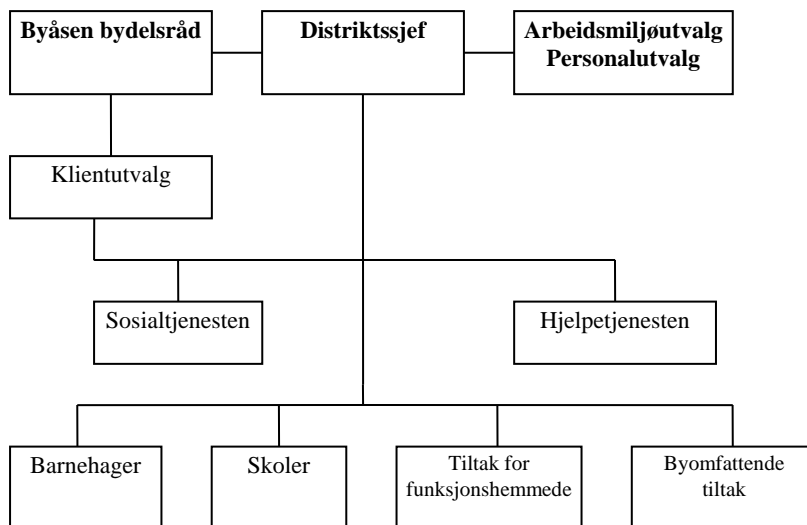 Byåsen bydelsråd
Distriktssjef
Arbeidsmiljøutvalg
Personalutvalg
Klientutvalg
Sosialtjenesten
Hjelpetjenesten
Barnehager
Skoler
Tiltak for
funksjonshemmede
Byomfattende
tiltak